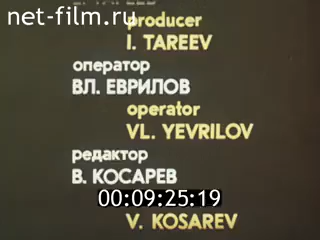 net-film.ru
producer
I. TAREEV
оператор
ВЛ. ЕВРИЛОВ
operator
VL. YEVRILOV
редактор
В. КОСАРЕВ
00:09:25:19
V. KOSAREV